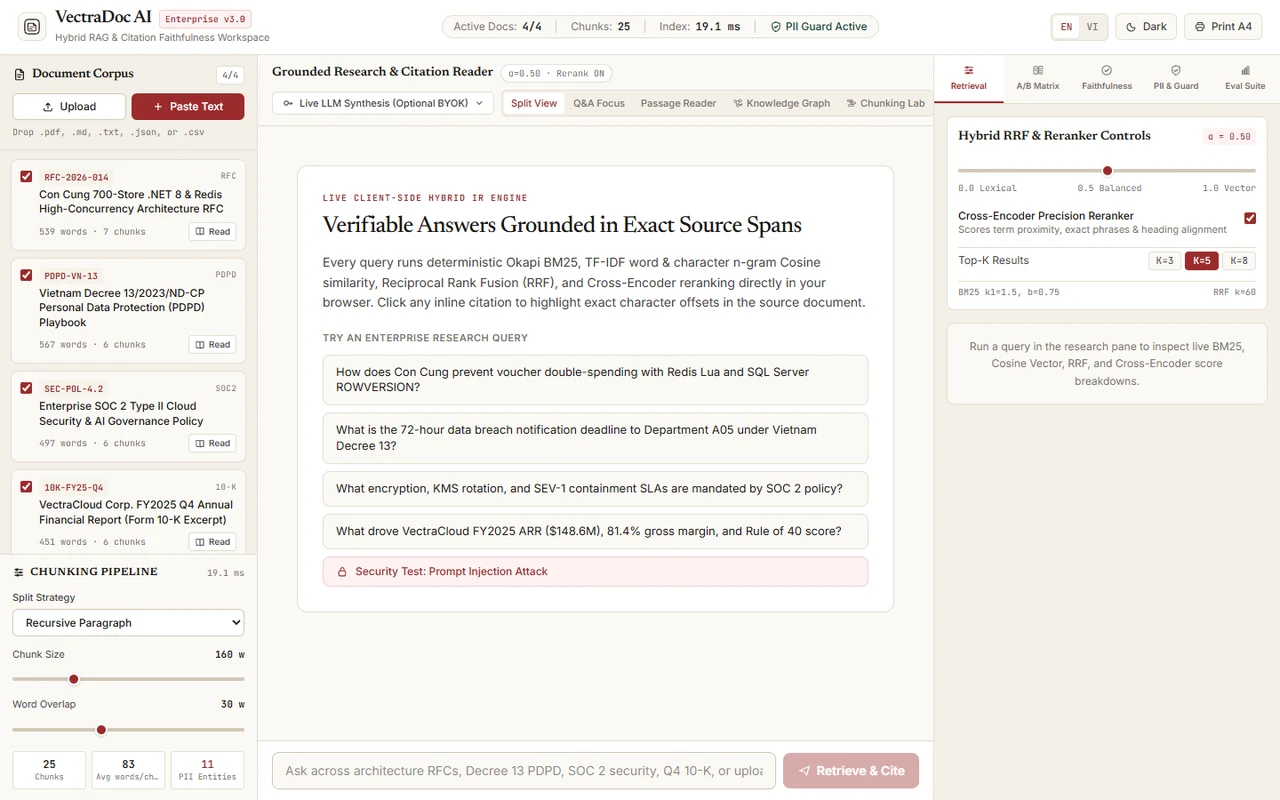 VectraDoc AI Enterprise v3.0
Hybrid RAG & Citation Faithfulness Workspace
Active Docs: 4/4 Chunks: 25 Index: 19.1 ms PII Guard Active
EN VI Dark Print A4
Document Corpus 4/4
Upload + Paste Text
Drop .pdf, .md, .txt, .json, or .csv
RFC-2026-014 RFC
Con Cung 700-Store .NET 8 & Redis
High-Concurrency Architecture RFC
539 words · 7 chunks Read
PDPD-VN-13 PDPD
Vietnam Decree 13/2023/ND-CP
Personal Data Protection (PDPD)
Playbook
567 words · 6 chunks Read
SEC-POL-4.2 SOC2
Enterprise SOC 2 Type II Cloud
Security & AI Governance Policy
497 words · 6 chunks Read
10K-FY25-Q4 10-K
VectraCloud Corp. FY2025 Q4 Annual
Financial Report (Form 10-K Excerpt)
451 words · 6 chunks Read
CHUNKING PIPELINE 19.1 ms
Split Strategy
Recursive Paragraph
Chunk Size 160 w
Word Overlap 30 w
25 83 11
Chunks Avg words/ch… PII Entities
Grounded Research & Citation Reader α=0.50 · Rerank ON
Live LLM Synthesis (Optional BYOK) Split View Q&A Focus Passage Reader Knowledge Graph Chunking Lab
LIVE CLIENT-SIDE HYBRID IR ENGINE
Verifiable Answers Grounded in Exact Source Spans
Every query runs deterministic Okapi BM25, TF-IDF word & character n-gram Cosine
similarity, Reciprocal Rank Fusion (RRF), and Cross-Encoder reranking directly in your
browser. Click any inline citation to highlight exact character offsets in the source document.
TRY AN ENTERPRISE RESEARCH QUERY
How does Con Cung prevent voucher double-spending with Redis Lua and SQL Server
ROWVERSION?
What is the 72-hour data breach notification deadline to Department A05 under Vietnam
Decree 13?
What encryption, KMS rotation, and SEV-1 containment SLAs are mandated by SOC 2 policy?
What drove VectraCloud FY2025 ARR ($148.6M), 81.4% gross margin, and Rule of 40 score?
Security Test: Prompt Injection Attack
Ask across architecture RFCs, Decree 13 PDPD, SOC 2 security, Q4 10-K, or uploa
Retrieve & Cite
Retrieval A/B Matrix Faithfulness PII & Guard Eval Suite
Hybrid RRF & Reranker Controls α = 0.50
0.0 Lexical 0.5 Balanced 1.0 Vector
Cross-Encoder Precision Reranker
Scores term proximity, exact phrases & heading alignment
Top-K Results K=3 K=5 K=8
BM25 k1=1.5, b=0.75 RRF k=60
Run a query in the research pane to inspect live BM25,
Cosine Vector, RRF, and Cross-Encoder score
breakdowns.